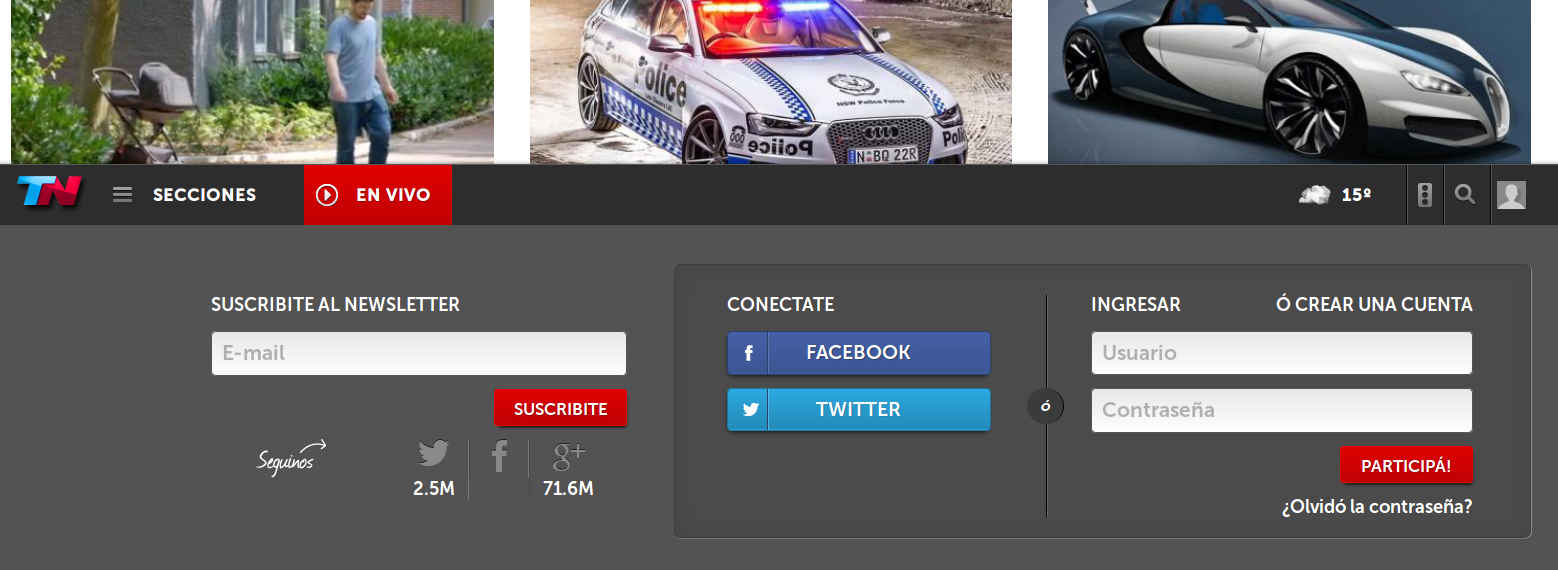 Police
NSW Police Force
Police
Police
N·BQ 22R
TN
SECCIONES
EN VIVO
15º
SUSCRIBITE AL NEWSLETTER
E-mail
SUSCRIBITE
Seguinos
2.5M
71.6M
CONECTATE
f FACEBOOK
TWITTER
ó
INGRESAR
Ó CREAR UNA CUENTA
Usuario
Contraseña
PARTICIPÁ!
¿Olvidó la contraseña?